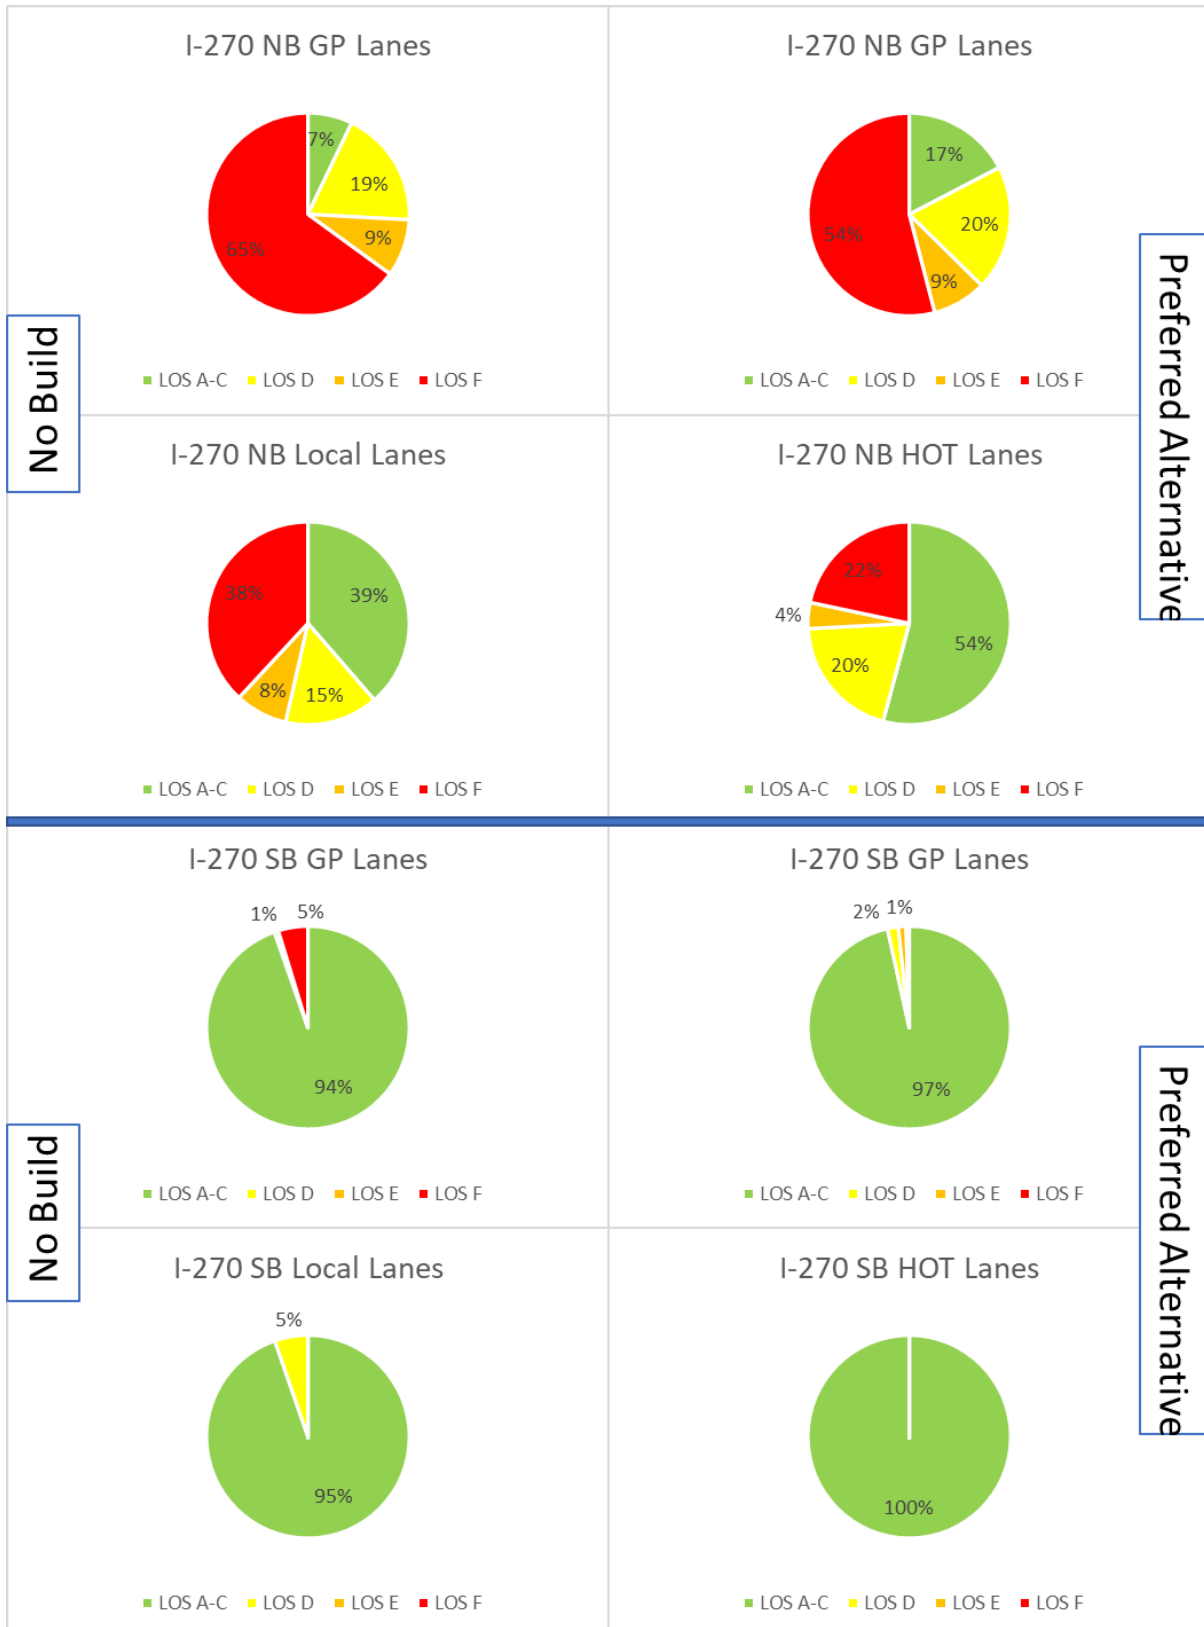 I-270 NB GP Lanes
7%
19%
9%
65%
LOS A-C LOS D LOS E LOS F
I-270 NB GP Lanes
17%
20%
9%
54%
LOS A-C LOS D LOS E LOS F
No Build
Preferred Alternative
I-270 NB Local Lanes
38%
39%
8%
15%
LOS A-C LOS D LOS E LOS F
I-270 NB HOT Lanes
22%
4%
54%
20%
LOS A-C LOS D LOS E LOS F
I-270 SB GP Lanes
1%
5%
94%
LOS A-C LOS D LOS E LOS F
I-270 SB GP Lanes
2%
1%
97%
LOS A-C LOS D LOS E LOS F
No Build
Preferred Alternative
I-270 SB Local Lanes
5%
95%
LOS A-C LOS D LOS E LOS F
I-270 SB HOT Lanes
100%
LOS A-C LOS D LOS E LOS F